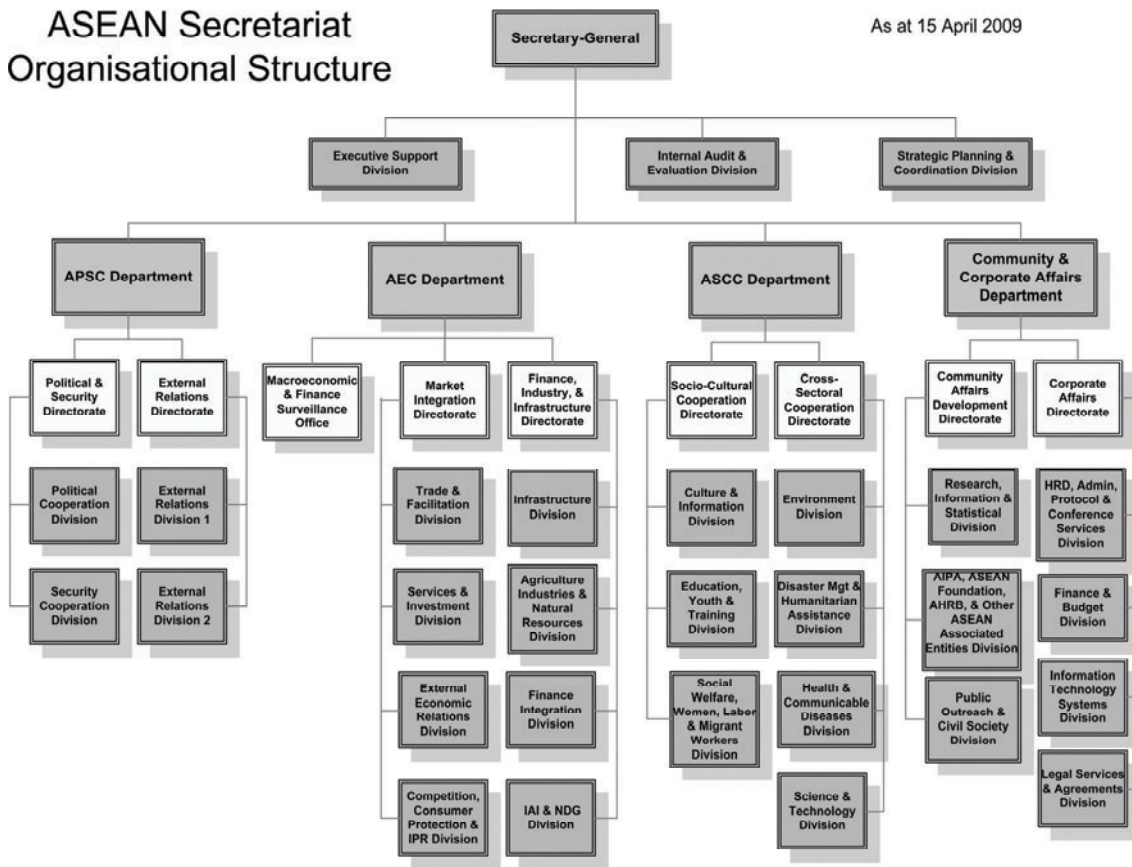 ASEAN Secretariat
Organisational Structure
As at 15 April 2009
Secretary-General
Executive Support
Division
Internal Audit &
Evaluation Division
Strategic Planning &
Coordination Division
APSC Department
AEC Department
ASCC Department
Community &
Corporate Affairs
Department
Political &
Security
Directorate
External
Relations
Directorate
Macroeconomic
& Finance
Surveillance
Office
Market
Integration
Directorate
Finance,
Industry, &
Infrastructure
Directorate
Socio-Cultural
Cooperation
Directorate
Cross-
Sectoral
Cooperation
Directorate
Community
Affairs
Development
Directorate
Corporate
Affairs
Directorate
Political
Cooperation
Division
External
Relations
Division 1
Trade &
Facilitation
Division
Infrastructure
Division
Culture &
Information
Division
Environment
Division
Research,
Information &
Statistical
Division
HRD, Admin,
Protocol &
Conference
Services
Division
Security
Cooperation
Division
External
Relations
Division 2
Services &
Investment
Division
Agriculture
Industries &
Natural
Resources
Division
Education,
Youth &
Training
Division
Disaster Mgt &
Humanitarian
Assistance
Division
AIPA, ASEAN
Foundation,
AHRB, & Other
ASEAN
Associated
Entities Division
Finance &
Budget
Division
External
Economic
Relations
Division
Finance
Integration
Division
Social
Welfare,
Women, Labor
& Migrant
Workers
Division
Health &
Communicable
Diseases
Division
Public
Outreach &
Civil Society
Division
Information
Technology
Systems
Division
Competition,
Consumer
Protection &
IPR Division
IAI & NDG
Division
Science &
Technology
Division
Legal Services
& Agreements
Division